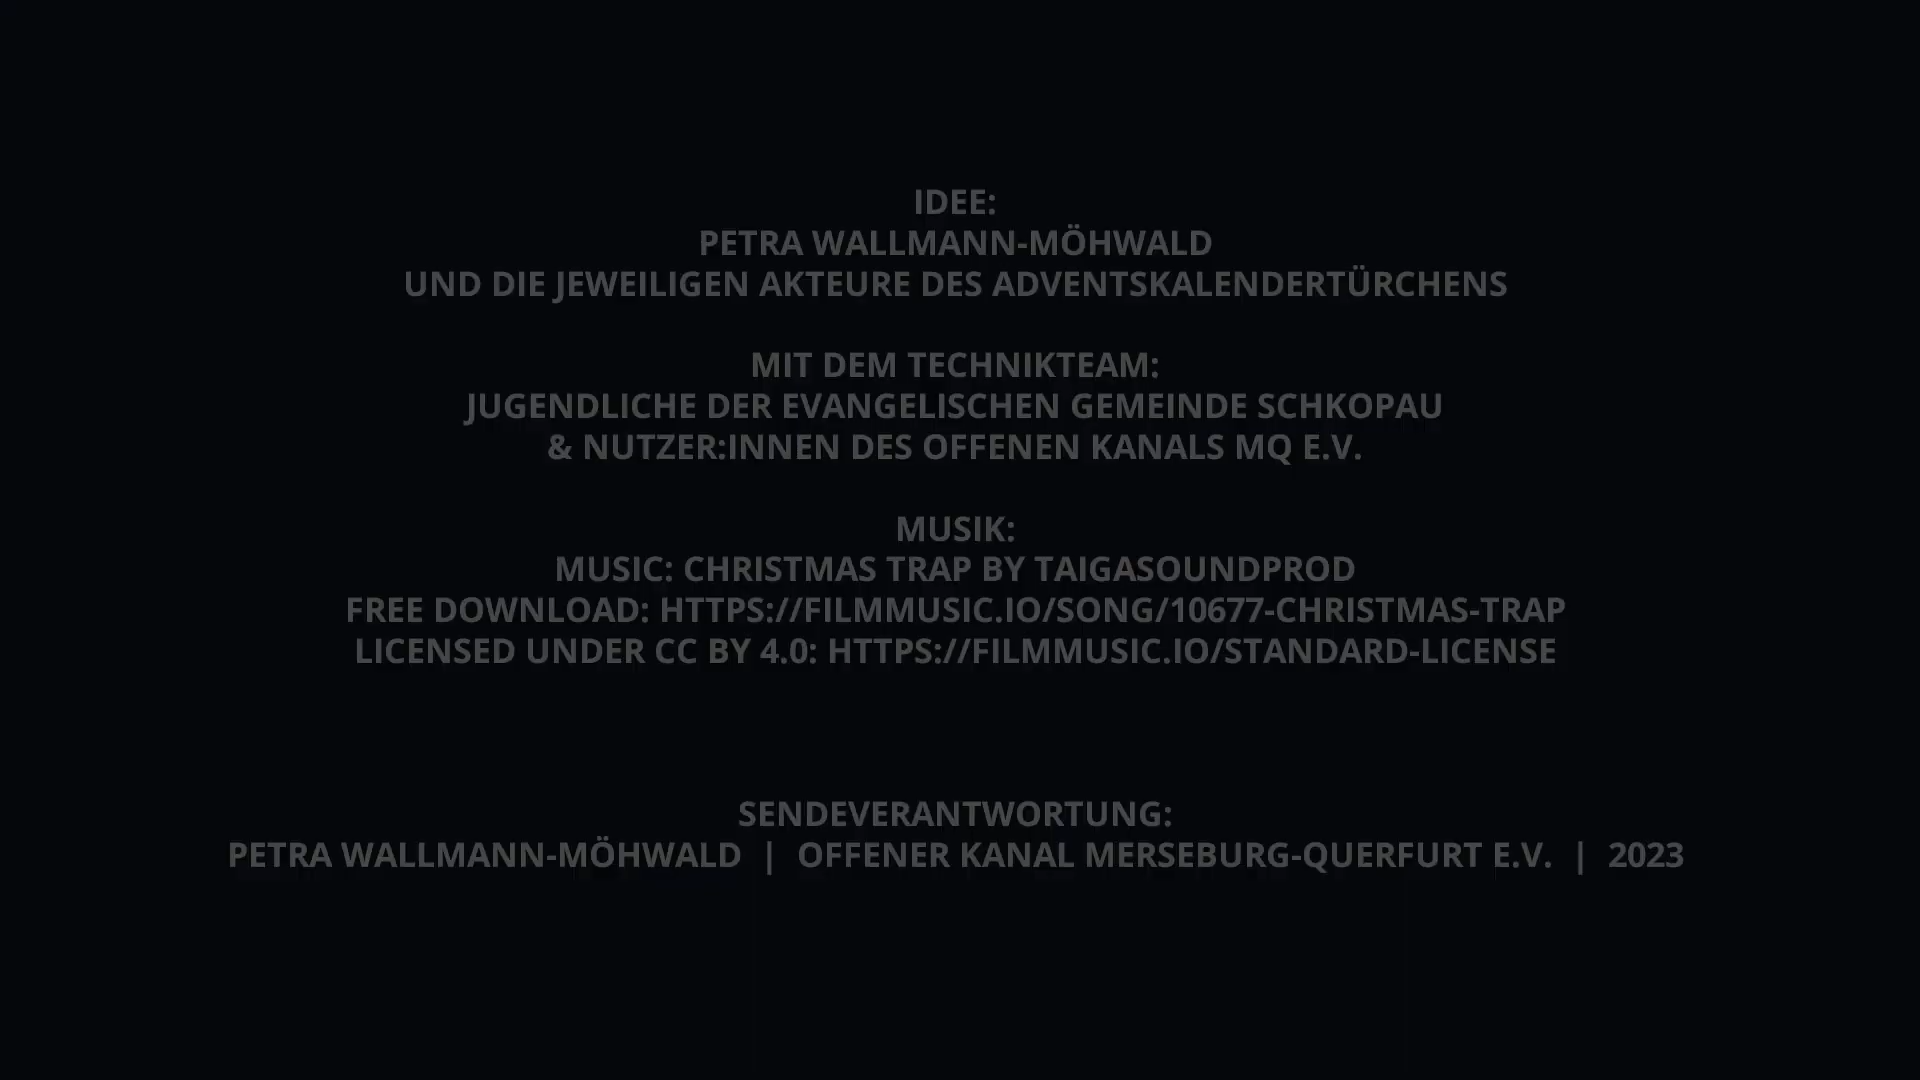 IDEE:
PETRA WALLMANN-MÖHWALD
UND DIE JEWEILIGEN AKTEURE DES ADVENTSKALENDERTÜRCHENS
MIT DEM TECHNIKTEAM:
JUGENDLICHE DER EVANGELISCHEN GEMEINDE SCHKOPAU
& NUTZER:INNEN DES OFFENEN KANALS MQ E.V.
MUSIK:
MUSIC: CHRISTMAS TRAP BY TAIGASOUNDPROD
FREE DOWNLOAD: HTTPS://FILMMUSIC.IO/SONG/10677-CHRISTMAS-TRAP
LICENSED UNDER CC BY 4.0: HTTPS://FILMMUSIC.IO/STANDARD-LICENSE
SENDEVERANTWORTUNG:
PETRA WALLMANN-MÖHWALD | OFFENER KANAL MERSEBURG-QUERFURT E.V. | 2023